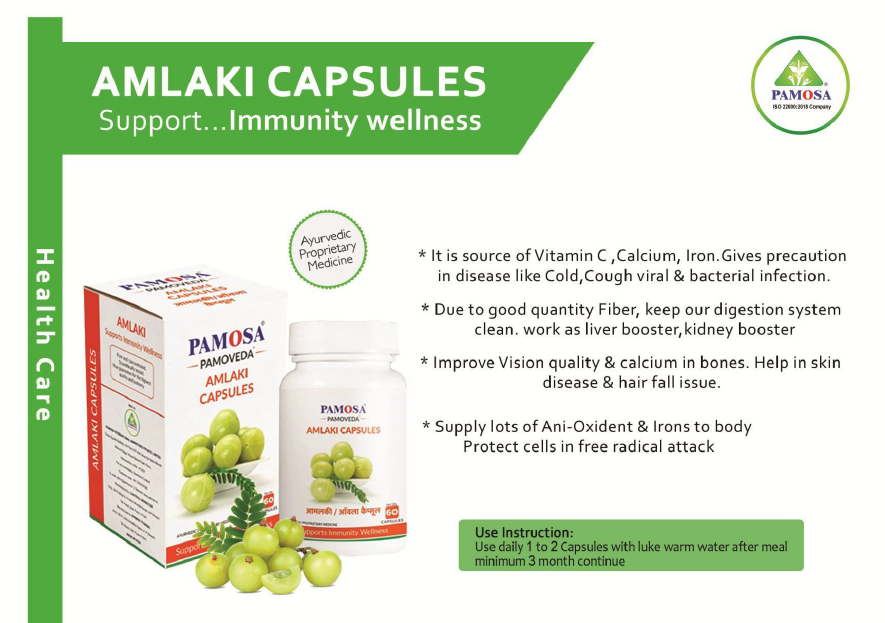 AMLAKI CAPSULES
Support...Immunity wellness
PAMOSA
ISO 22000:2018 Company
Health Care
Ayurvedic
Proprietary
Medicine
* It is source of Vitamin C ,Calcium, Iron.Gives precaution
in disease like Cold,Cough viral & bacterial infection.
* Due to good quantity Fiber, keep our digestion system
clean. work as liver booster,kidney booster
* Improve Vision quality & calcium in bones. Help in skin
disease & hair fall issue.
* Supply lots of Ani-Oxident & Irons to body
Protect cells in free radical attack
Use Instruction:
Use daily 1 to 2 Capsules with luke warm water after meal
minimum 3 month continue
PAMOSA
PAMOVEDA
AMLAKI
CAPSULES
AMLAKI
Supports Immunity Wellness
AMLAKI CAPSULES
PAMOSA
PAMOVEDA
AMLAKI
CAPSULES
60
PAMOSA
PAMOVEDA
AMLAKI CAPSULES
आमलकी / आँवला कैप्सूल
60
CAPSULES
PROPRIETARY MEDICINE
Supports Immunity Wellness